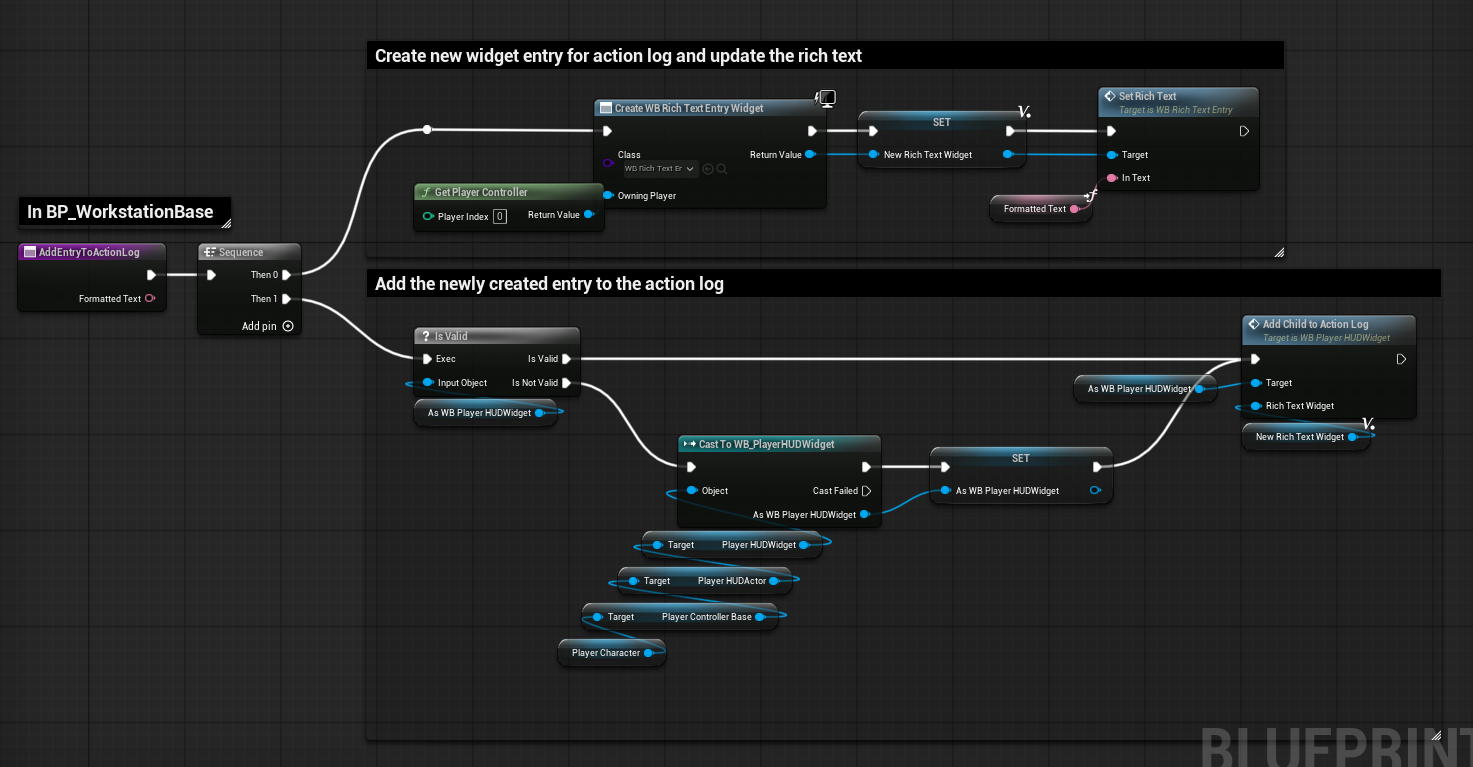 Create new widget entry for action log and update the rich text
Create WB Rich Text Entry Widget
Class
WB Rich Text Er
Return Value
Owning Player
Get Player Controller
Player Index 0
Return Value
SET
New Rich Text Widget
Set Rich Text
Target is WB Rich Text Entry
Target
In Text
Formatted Text
In BP_WorkstationBase
AddEntryToActionLog
Formatted Text
Sequence
Then 0
Then 1
Add pin
Add the newly created entry to the action log
? Is Valid
Exec
Is Valid
Input Object
Is Not Valid
As WB Player HUDWidget
Cast To WB_PlayerHUDWidget
Object
Cast Failed
As WB Player HUDWidget
Target
Player HUDWidget
Target
Player HUDActor
Target
Player Controller Base
Player Character
SET
As WB Player HUDWidget
As WB Player HUDWidget
Add Child to Action Log
Target is WB Player HUDWidget
Target
Rich Text Widget
New Rich Text Widget
BLUEPRINT